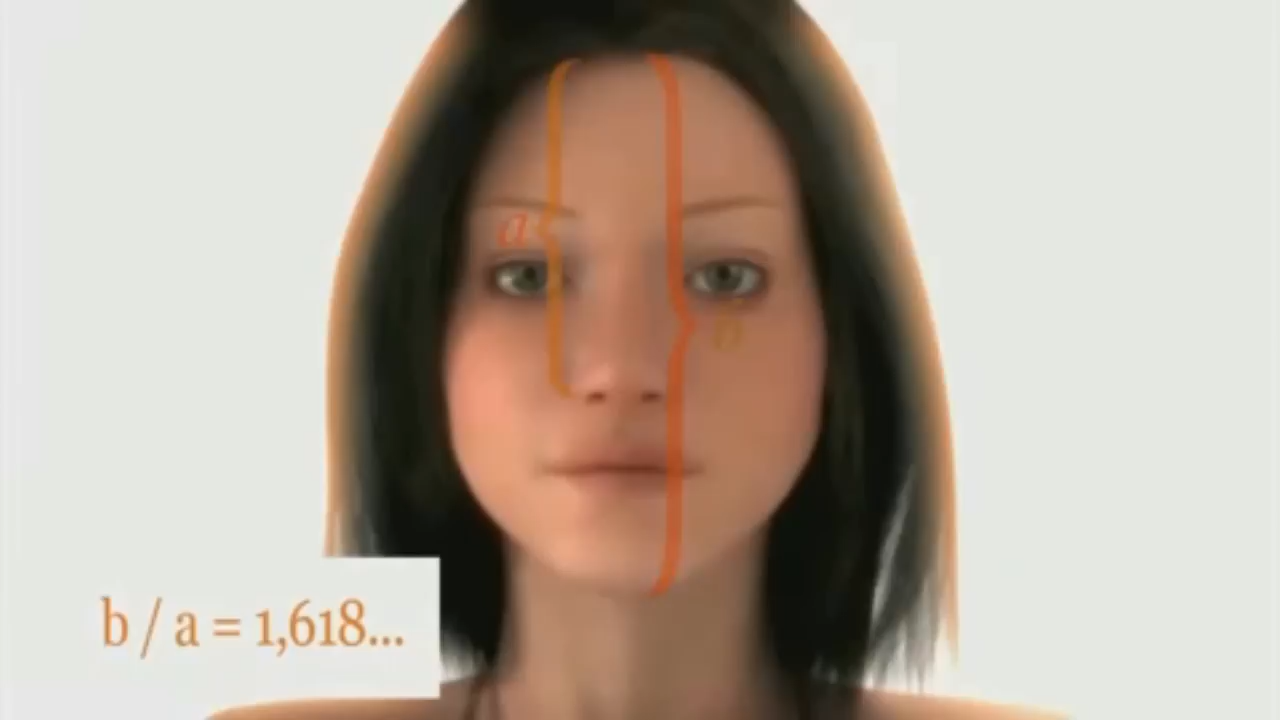 a
b
b / a = 1,618...